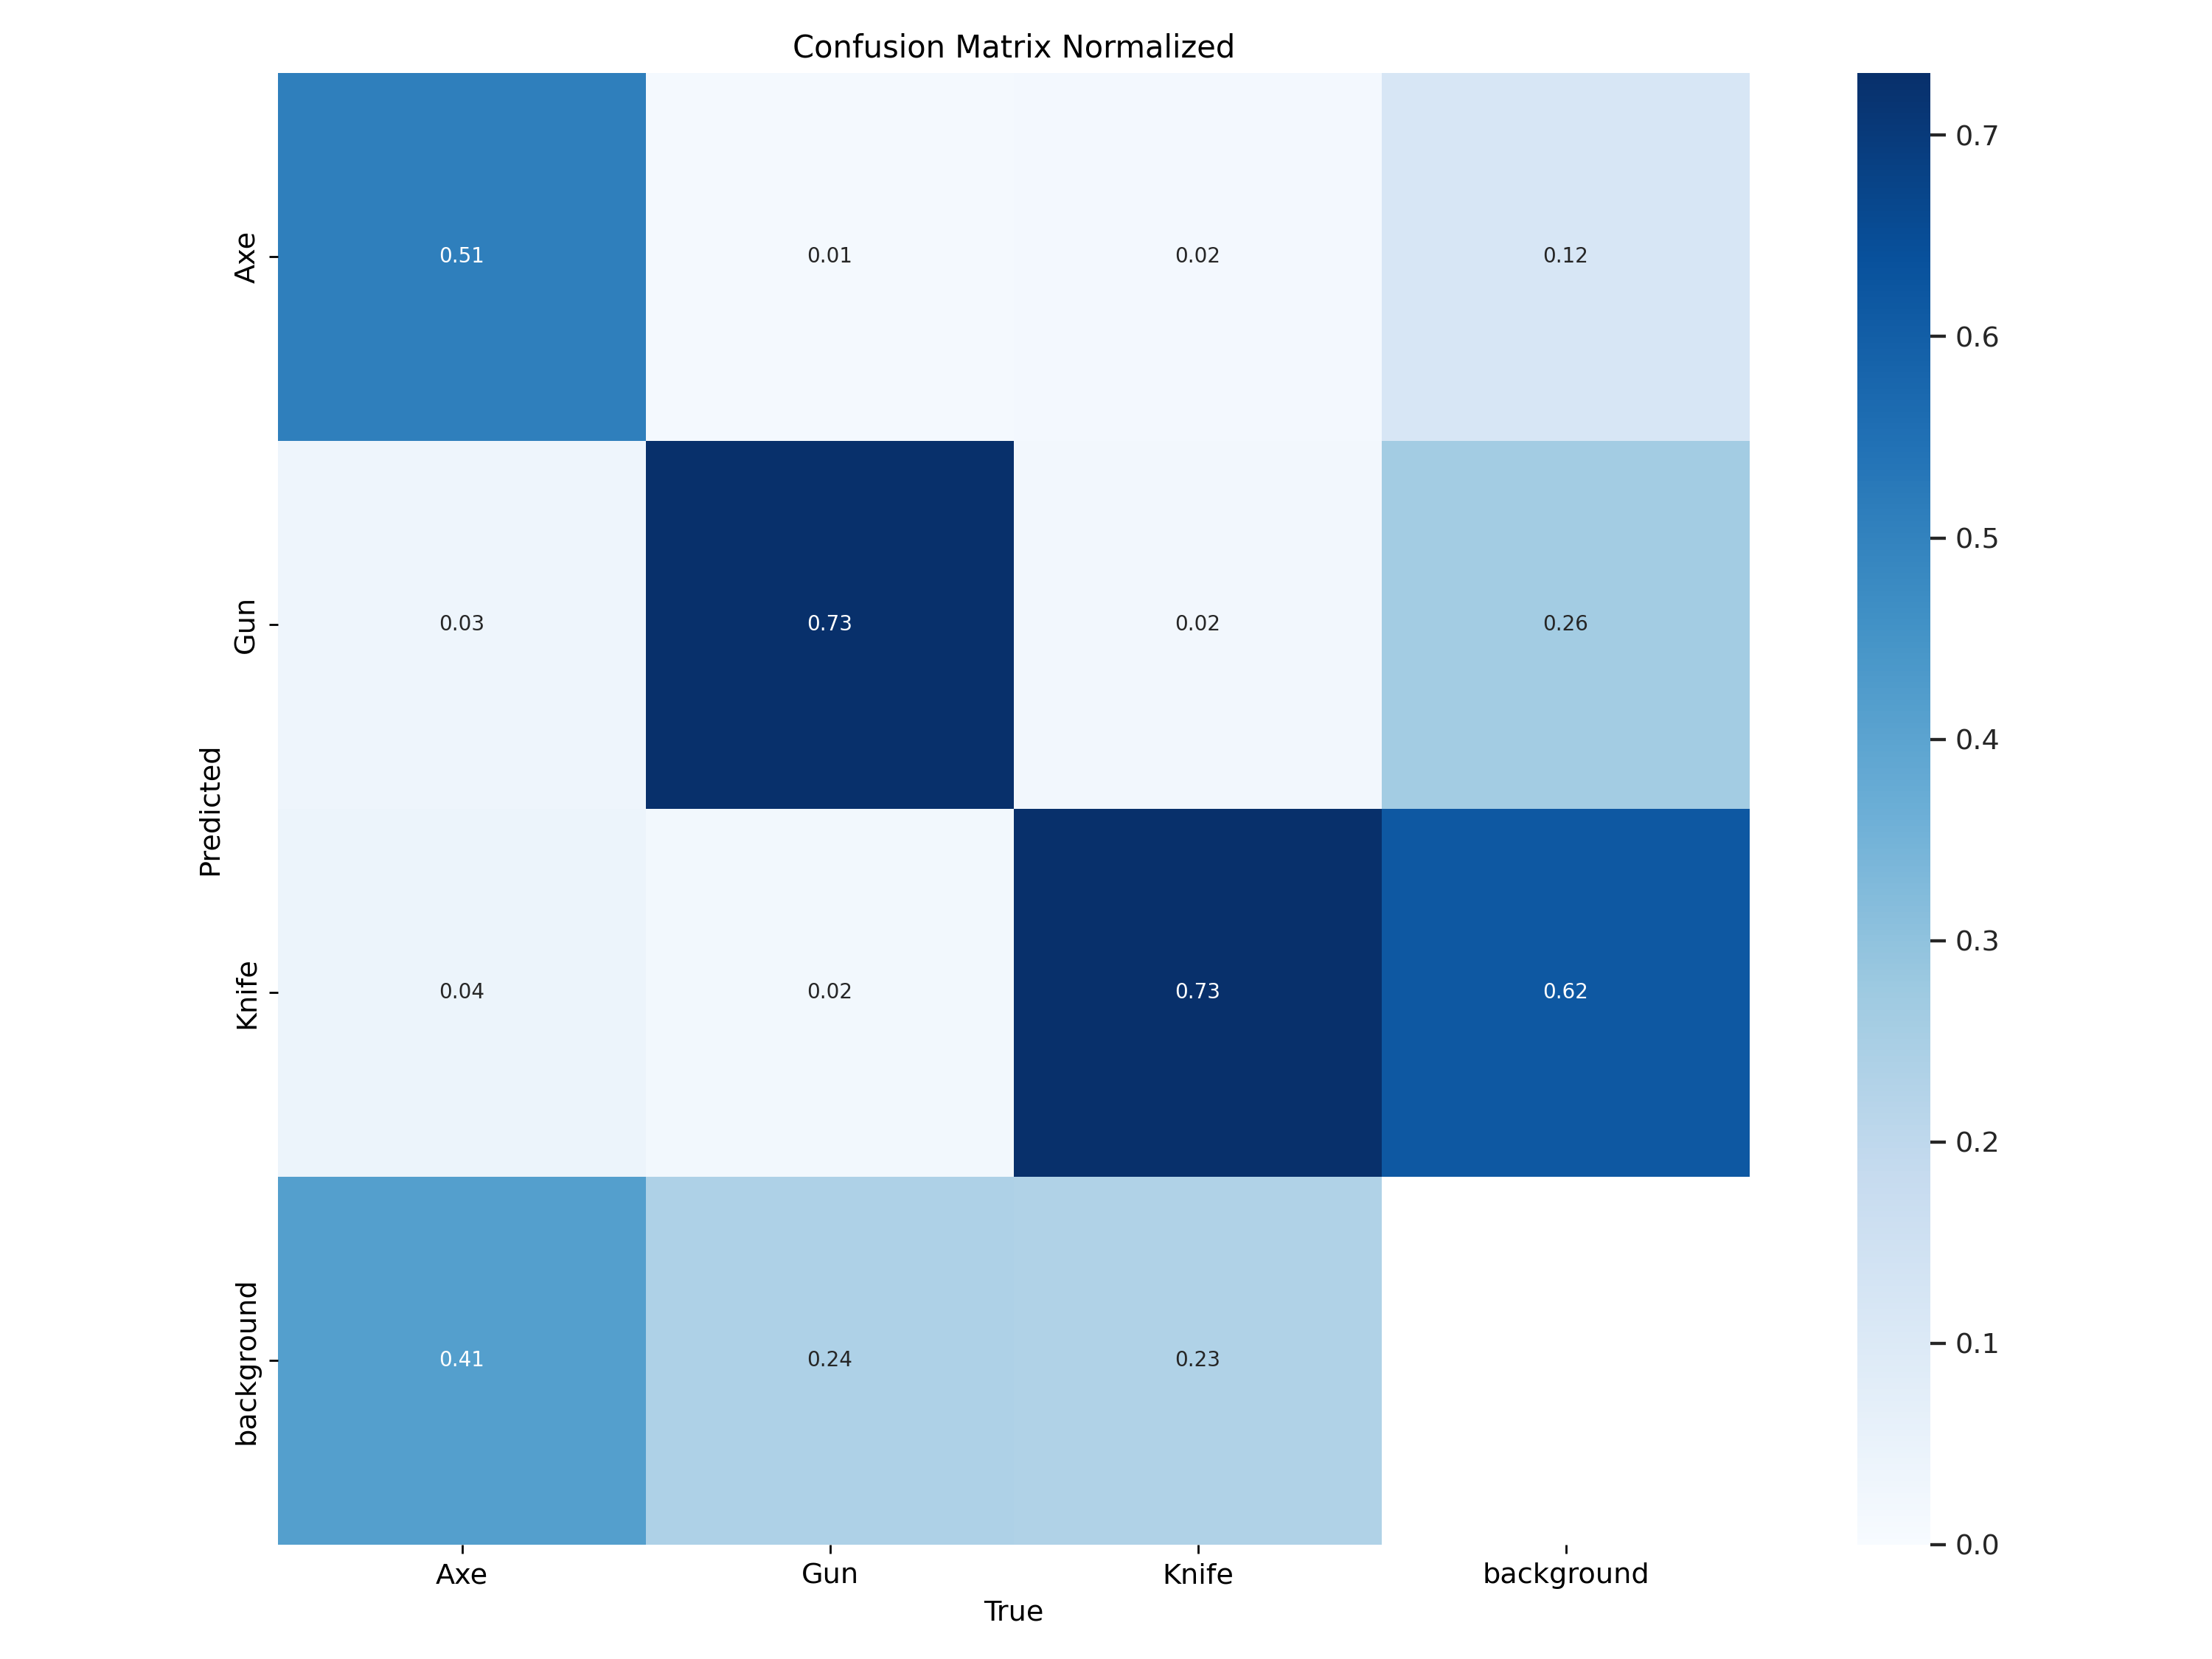 Confusion Matrix Normalized
Axe
0.51
0.01
0.02
0.12
Gun
0.03
0.73
0.02
0.26
Knife
0.04
0.02
0.73
0.62
background
0.41
0.24
0.23
Predicted
Axe
Gun
Knife
background
True
0.7
0.6
0.5
0.4
0.3
0.2
0.1
0.0